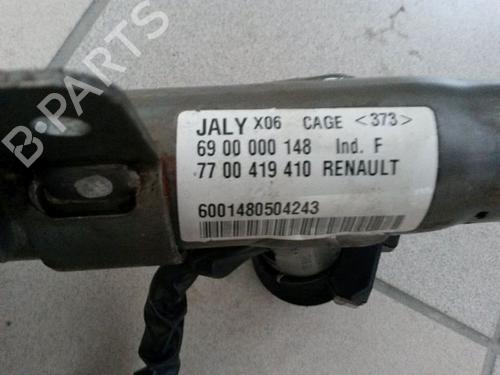 B-PARTS
JALY X06 CAGE <373>
69 00 000 148 Ind. F
77 00 419 410 RENAULT
6001480504243